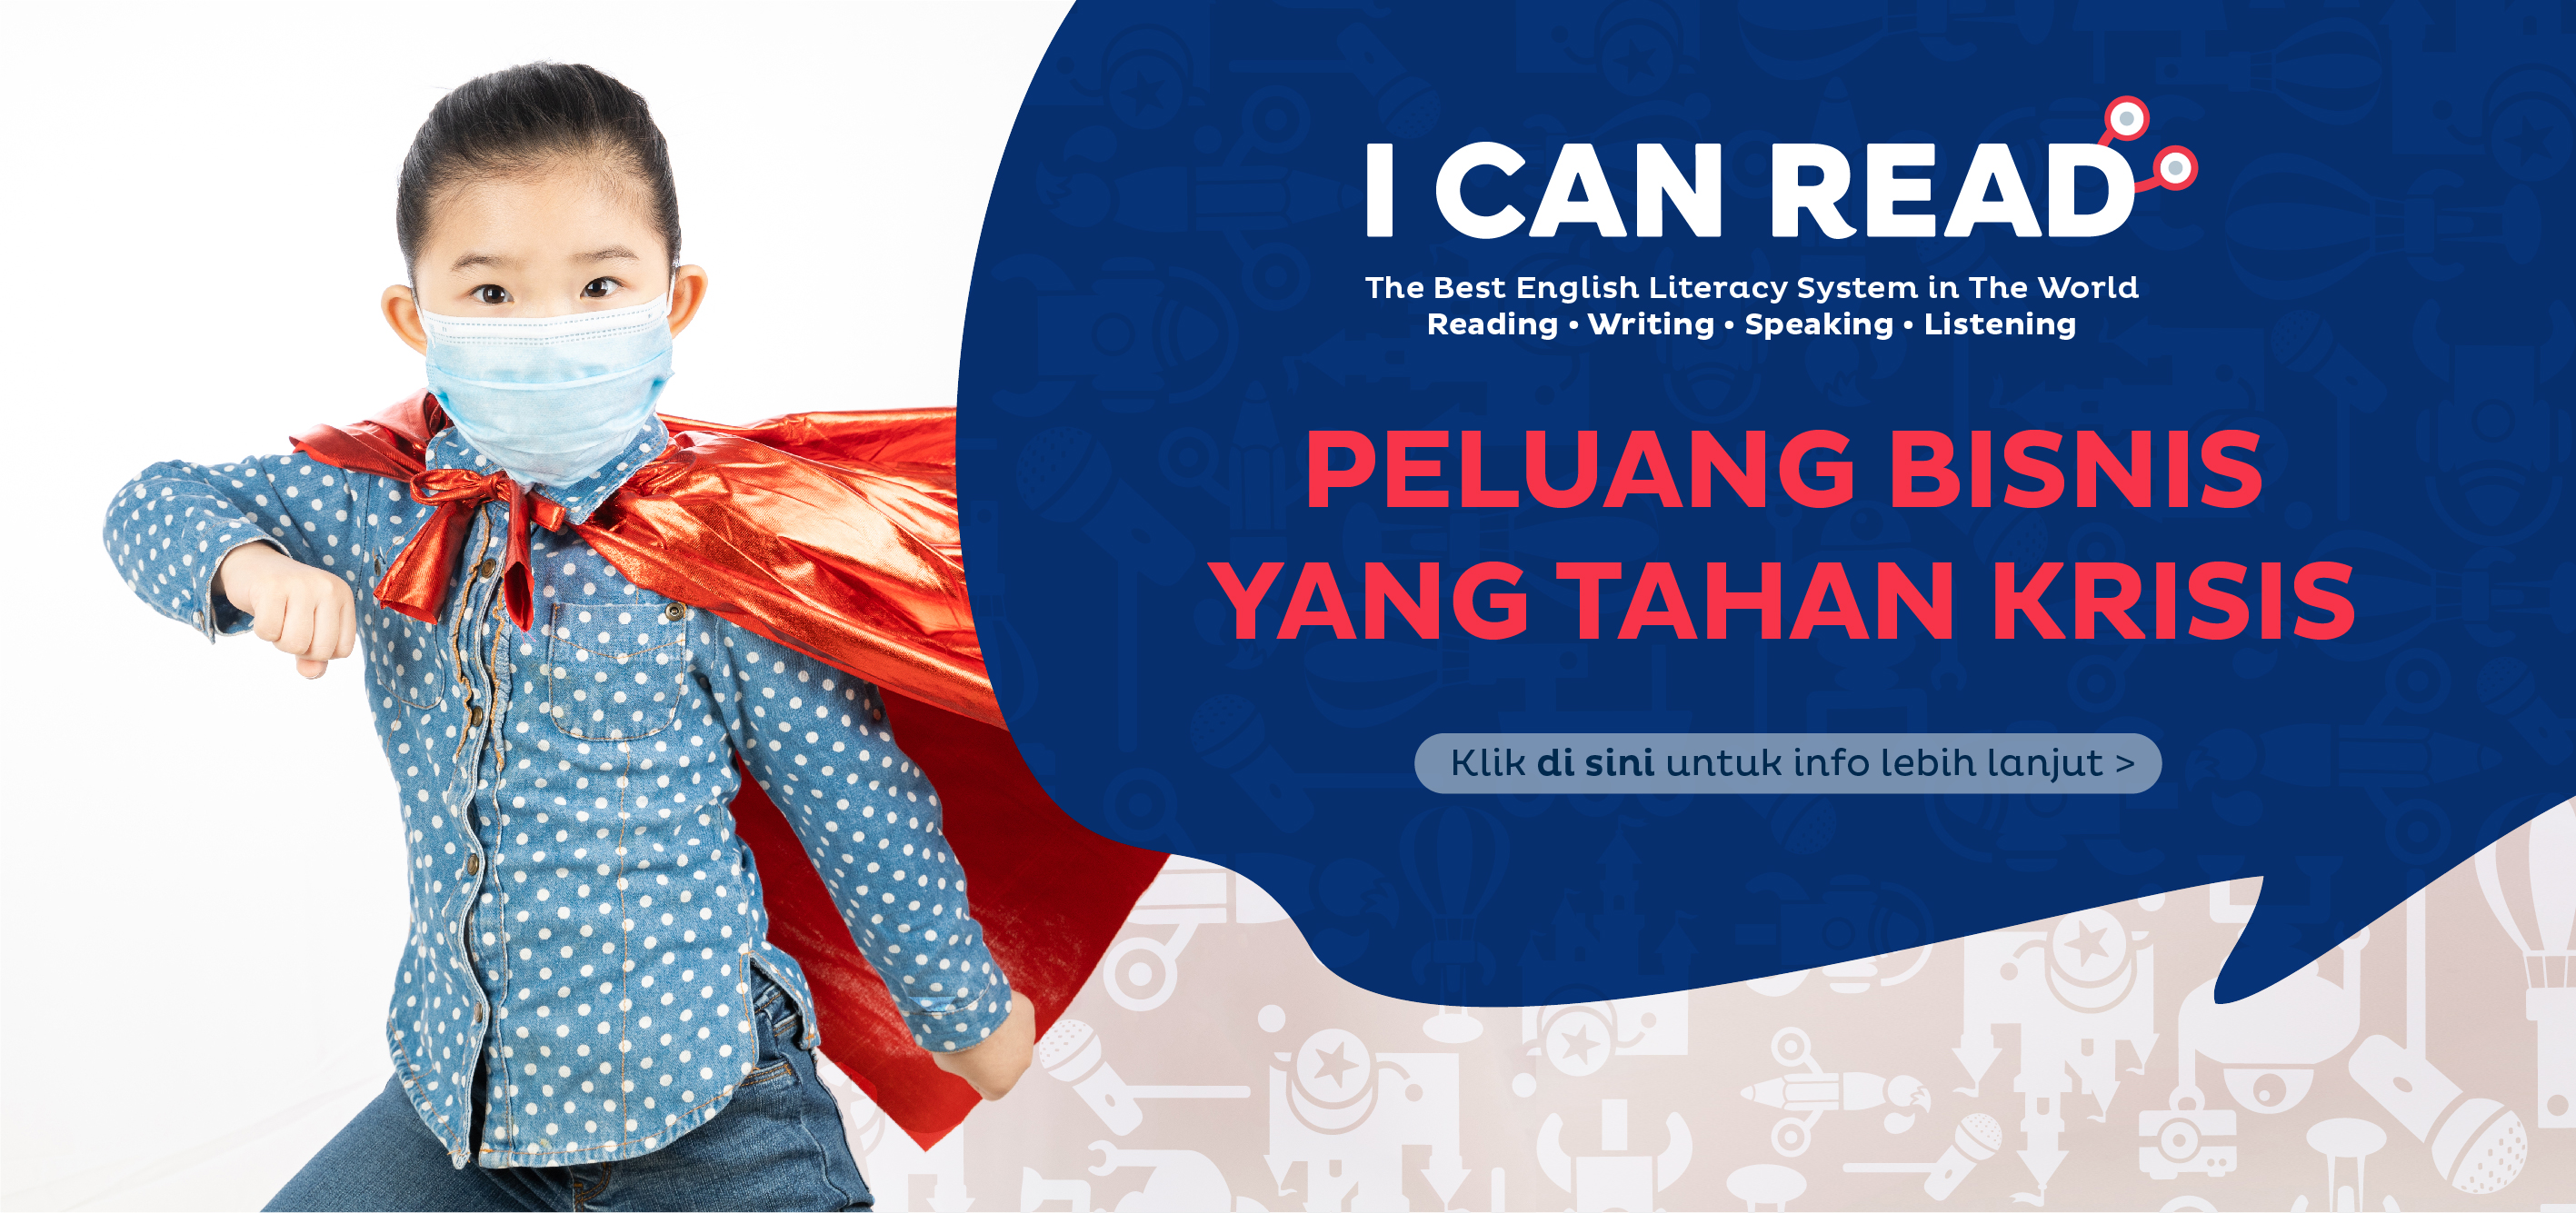 I CAN READ
The Best English Literacy System in The World
Reading • Writing • Speaking • Listening
PELUANG BISNIS
YANG TAHAN KRISIS
Klik di sini untuk info lebih lanjut >